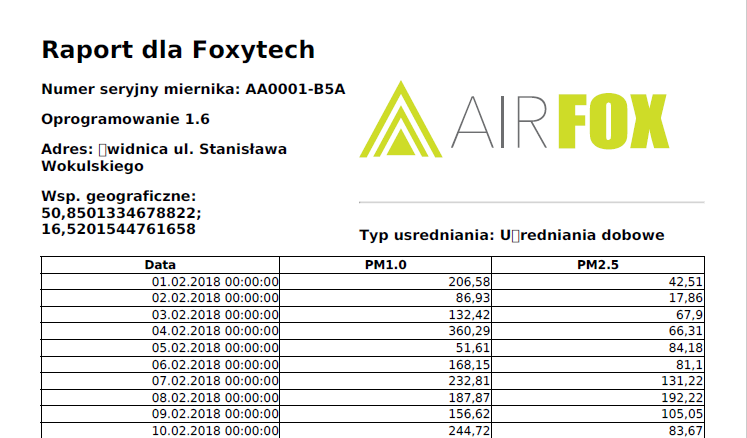 Raport dla Foxytech
Numer seryjny miernika: AA0001-B5A
Oprogramowanie 1.6
Adres: □widnica ul. Stanisława
Wokulskiego
Wsp. geograficzne:
50,8501334678822;
16,5201544761658
AIRFOX
Typ usredniania: U□redniania dobowe
Data PM1.0 PM2.5
01.02.2018 00:00:00 206,58 42,51
02.02.2018 00:00:00 86,93 17,86
03.02.2018 00:00:00 132,42 67,9
04.02.2018 00:00:00 360,29 66,31
05.02.2018 00:00:00 51,61 84,18
06.02.2018 00:00:00 168,15 81,1
07.02.2018 00:00:00 232,81 131,22
08.02.2018 00:00:00 187,87 192,22
09.02.2018 00:00:00 156,62 105,05
10.02.2018 00:00:00 244,72 83,67